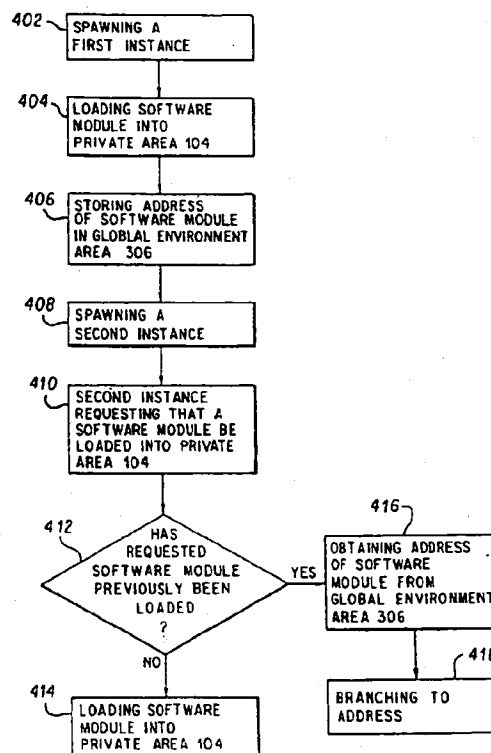 402
SPAWNING A
FIRST INSTANCE
404
LOADING SOFTWARE
MODULE INTO
PRIVATE AREA 104
406
STORING ADDRESS
OF SOFTWARE MODULE
IN GLOBLAL ENVIRONMENT
AREA 306
408
SPAWNING A
SECOND INSTANCE
410
SECOND INSTANCE
REQUESTING THAT A
SOFTWARE MODULE BE
LOADED INTO PRIVATE
AREA 104
412
HAS
REQUESTED
SOFTWARE MODULE
PREVIOUSLY BEEN
LOADED
?
YES
416
OBTAINING ADDRESS
OF SOFTWARE
MODULE FROM
GLOBAL ENVIRONMENT
AREA 306
NO
414
LOADING SOFTWARE
MODULE INTO
PRIVATE AREA 104
BRANCHING TO
ADDRESS